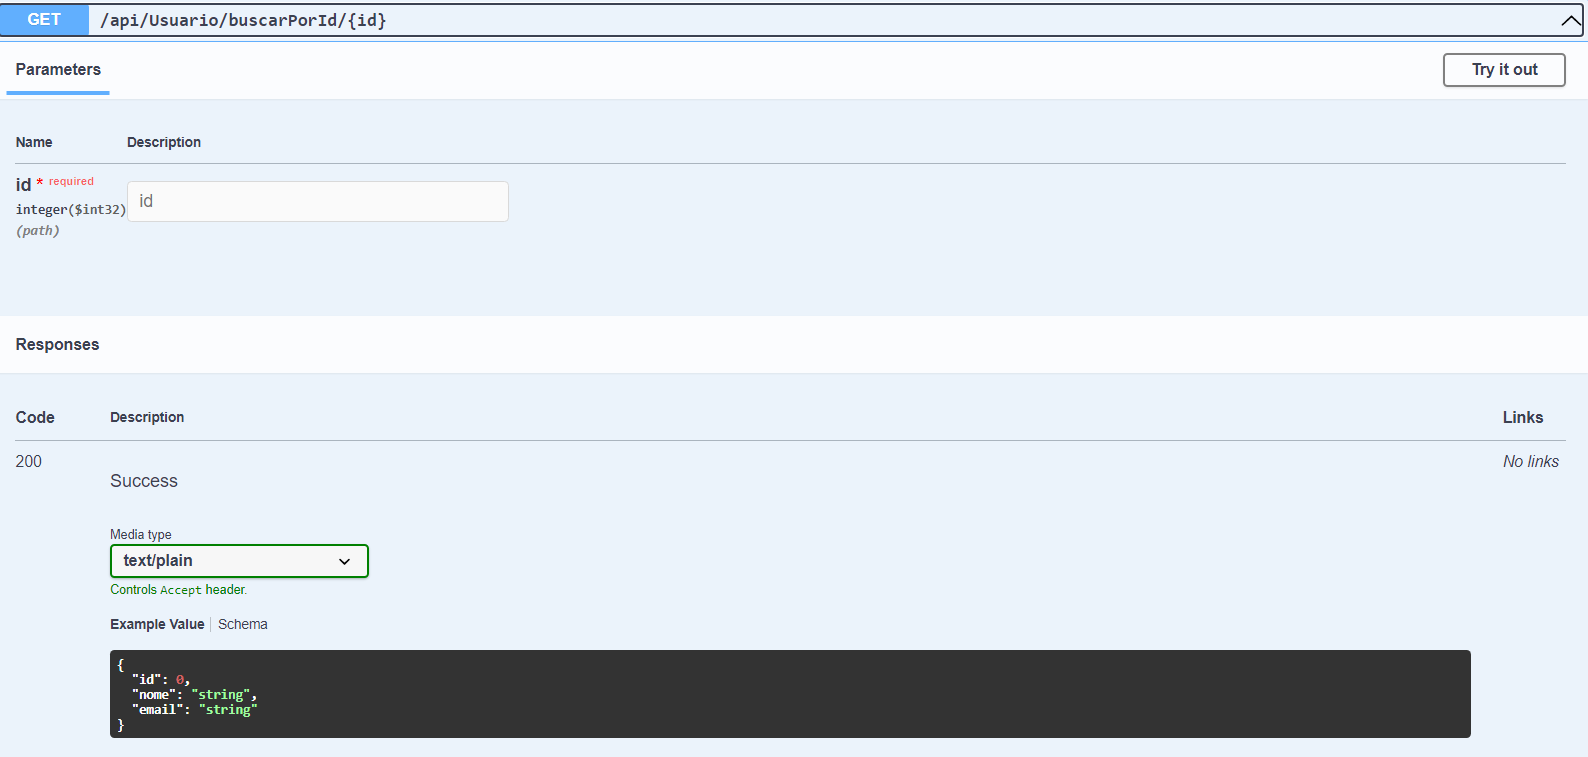 GET /api/Usuario/buscarPorId/{id}
Parameters
Try it out
Name Description
id * required
integer($int32)
(path)
id
Responses
Code Description Links
200
Success
No links
Media type
text/plain
Controls Accept header.
Example Value Schema
{
"id": 0,
"nome": "string",
"email": "string"
}